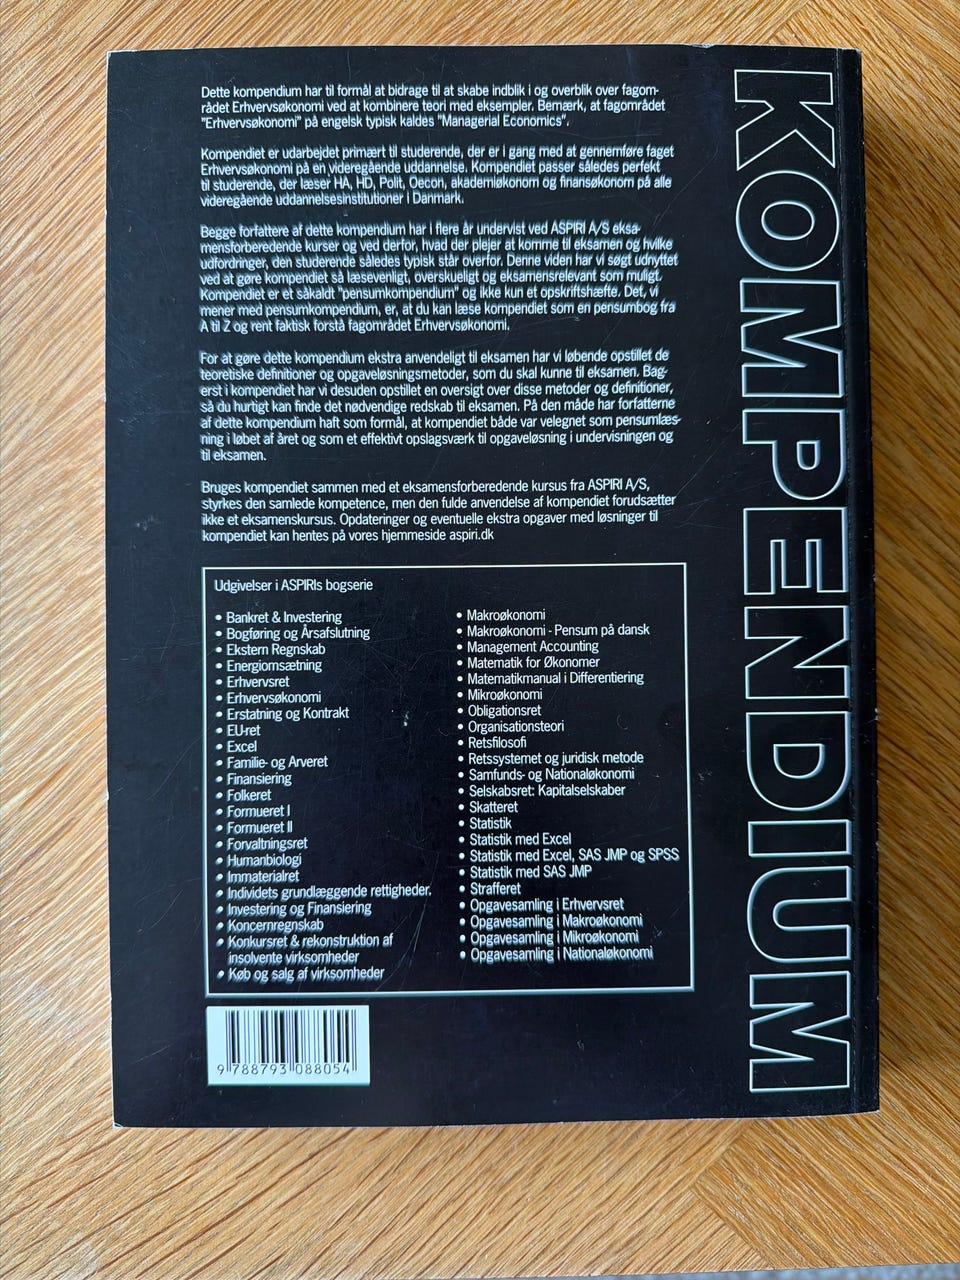 Dette kompendium har til formål at bidrage til at skabe indblik i og overblik over fagom-
rådet Erhvervsøkonomi ved at kombinere teori med eksempler. Bemærk, at fagområdet
"Erhvervsøkonomi" på engelsk typisk kaldes "Managerial Economics".
Kompendiet er udarbejdet primært til studerende, der er i gang med at gennemføre faget
Erhvervsøkonomi på en videregående uddannelse. Kompendiet passer således perfekt
til studerende, der læser HA, HD, Polit, Oecon, akademiøkonom og finansøkonom på alle
videregående uddannelsesinstitutioner i Danmark.
Begge forfattere af dette kompendium har i flere år undervist ved ASPIRI A/S eksa-
mensforberedende kurser og ved derfor, hvad der plejer at komme til eksamen og hvilke
udfordringer, den studerende således typisk står overfor. Denne viden har vi søgt udnyttet
ved at gøre kompendiet så læsevenligt, overskueligt og eksamensrelevant som muligt.
Kompendiet er et såkaldt "pensumkompendium" og ikke kun et opskriftshæfte. Det, vi
mener med pensumkompendium, er, at du kan læse kompendiet som en pensumbog fra
A til Z og rent faktisk forstå fagområdet Erhvervsøkonomi.
For at gøre dette kompendium ekstra anvendeligt til eksamen har vi løbende opstillet de
teoretiske definitioner og opgaveløsningsmetoder, som du skal kunne til eksamen. Bag-
erst i kompendiet har vi desuden opstillet en oversigt over disse metoder og definitioner,
så du hurtigt kan finde det nødvendige redskab til eksamen. På den måde har forfatterne
af dette kompendium haft som formål, at kompendiet både var velegnet som pensumlæs-
ning i løbet af året og som et effektivt opslagsværk til opgaveløsning i undervisningen og
til eksamen.
Bruges kompendiet sammen med et eksamensforberedende kursus fra ASPIRI A/S,
styrkes den samlede kompetence, men den fulde anvendelse af kompendiet forudsætter
ikke et eksamenskursus. Opdateringer og eventuelle ekstra opgaver med løsninger til
kompendiet kan hentes på vores hjemmeside aspiri.dk
Udgivelser i ASPIRIs bogserie
• Bankret & Investering
• Bogføring og Årsafslutning
• Ekstern Regnskab
• Energiomsætning
• Erhvervsret
• Erhvervsøkonomi
• Erstatning og Kontrakt
• EU-ret
• Excel
• Familie- og Arveret
• Finansiering
• Folkeret
• Formueret I
• Formueret II
• Forvaltningsret
• Humanbiologi
• Immaterialret
• Individets grundlæggende rettigheder.
• Investering og Finansiering
• Koncernregnskab
• Konkursret & rekonstruktion af
insolvente virksomheder
• Køb og salg af virksomheder
• Makroøkonomi
• Makroøkonomi - Pensum på dansk
• Management Accounting
• Matematik for Økonomer
• Matematikmanual i Differentiering
• Mikroøkonomi
• Obligationsret
• Organisationsteori
• Retsfilosofi
• Retssystemet og juridisk metode
• Samfunds- og Nationaløkonomi
• Selskabsret: Kapitalselskaber
• Skatteret
• Statistik
• Statistik med Excel
• Statistik med Excel, SAS JMP og SPSS
• Statistik med SAS JMP
• Strafferet
• Opgavesamling i Erhvervsret
• Opgavesamling i Makroøkonomi
• Opgavesamling i Mikroøkonomi
• Opgavesamling i Nationaløkonomi
9 788793 088054
KOMPENDIUM